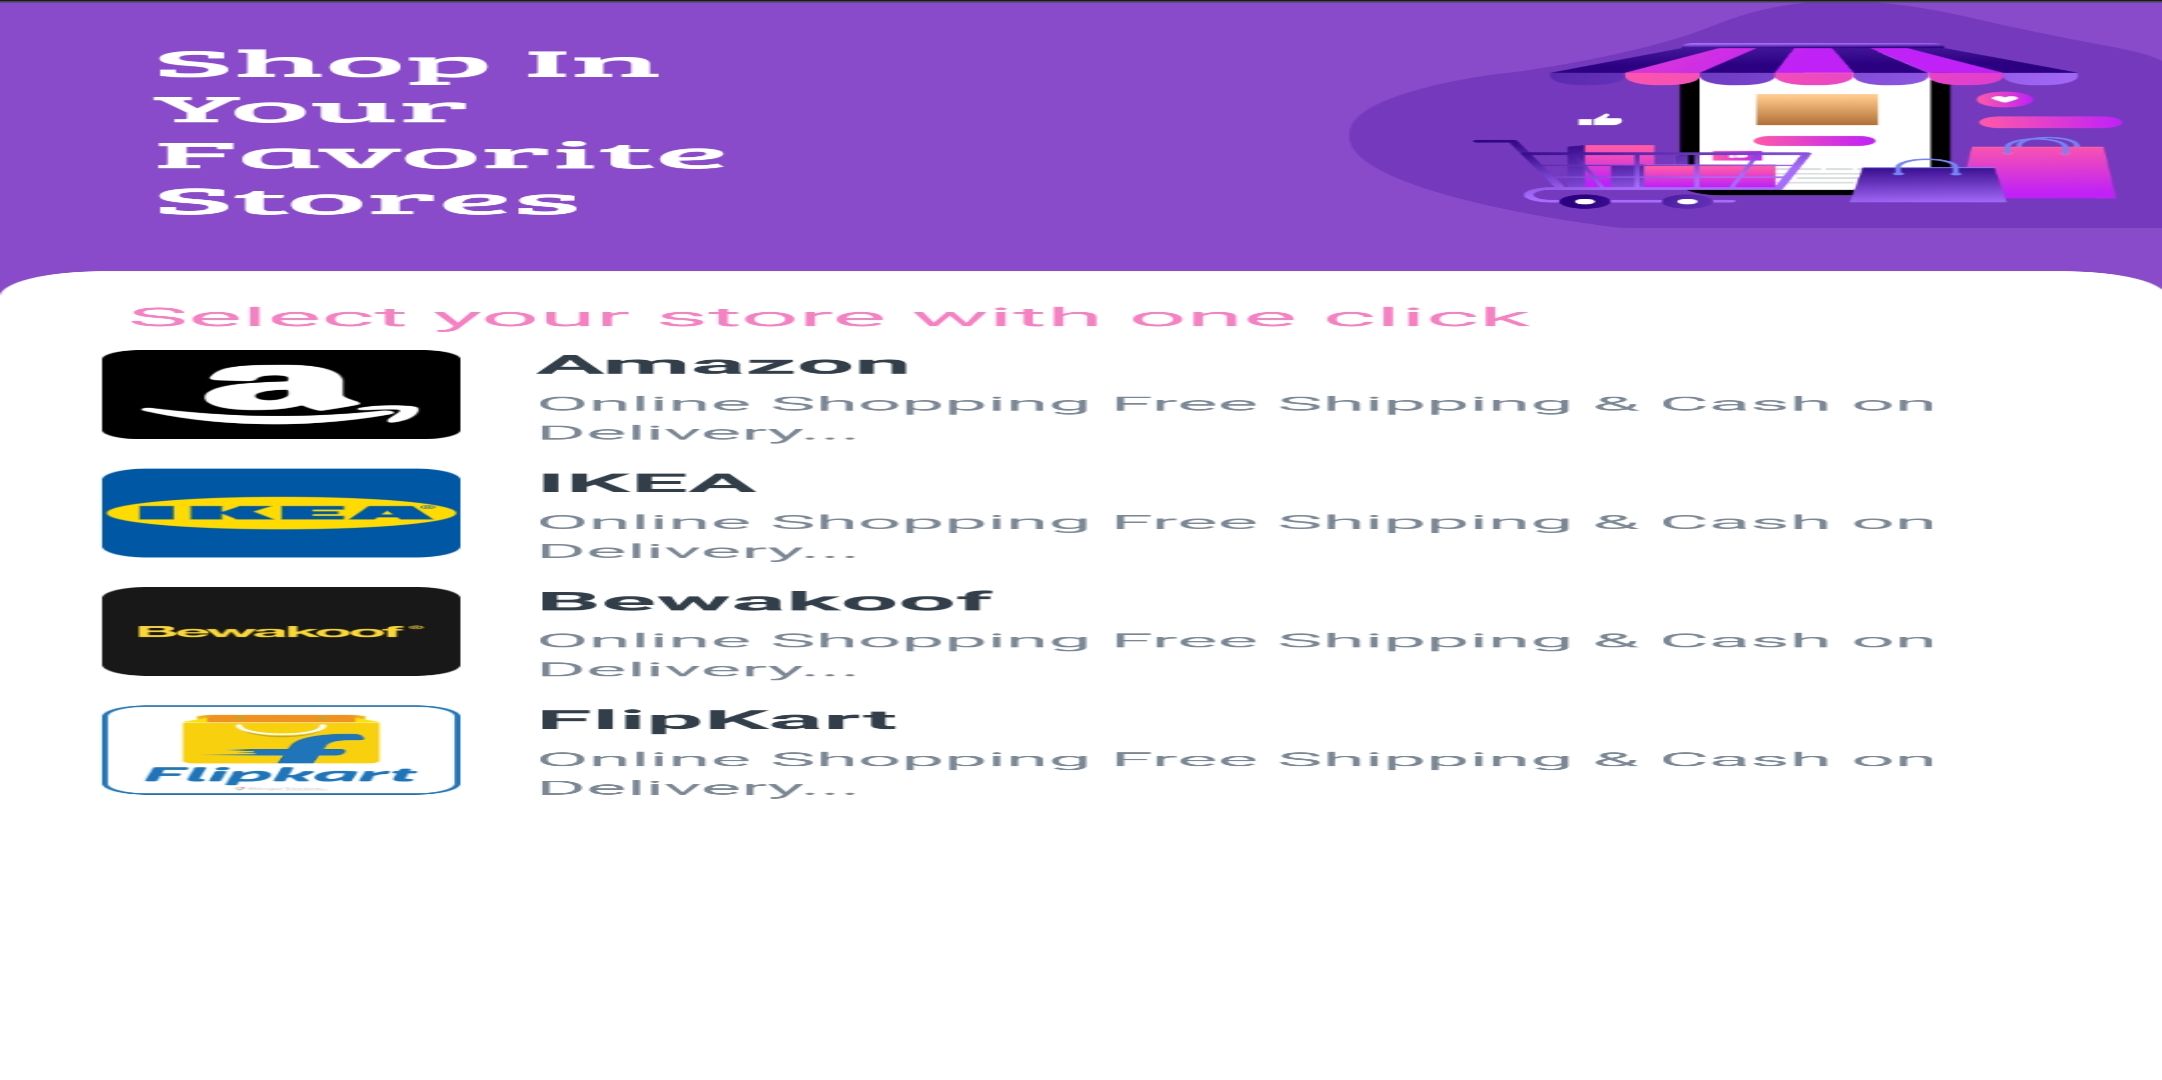 Shop In
Your
Favorite
Stores
Select your store with one click
a
Amazon
Online Shopping Free Shipping & Cash on
Delivery...
IKEA®
IKEA
Online Shopping Free Shipping & Cash on
Delivery...
Bewakoof®
Bewakoof
Online Shopping Free Shipping & Cash on
Delivery...
f
Flipkart
FlipKart
Online Shopping Free Shipping & Cash on
Delivery...